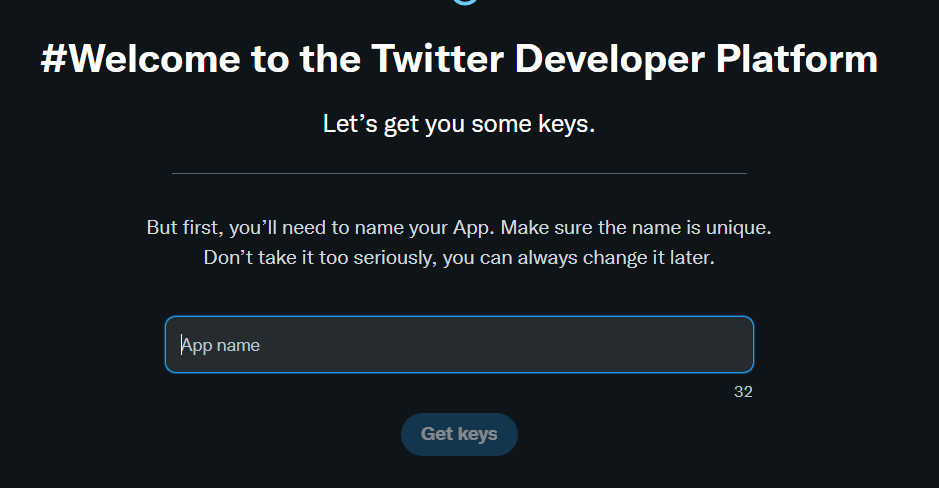 #Welcome to the Twitter Developer Platform
Let’s get you some keys.
But first, you’ll need to name your App. Make sure the name is unique.
Don’t take it too seriously, you can always change it later.
App name
32
Get keys